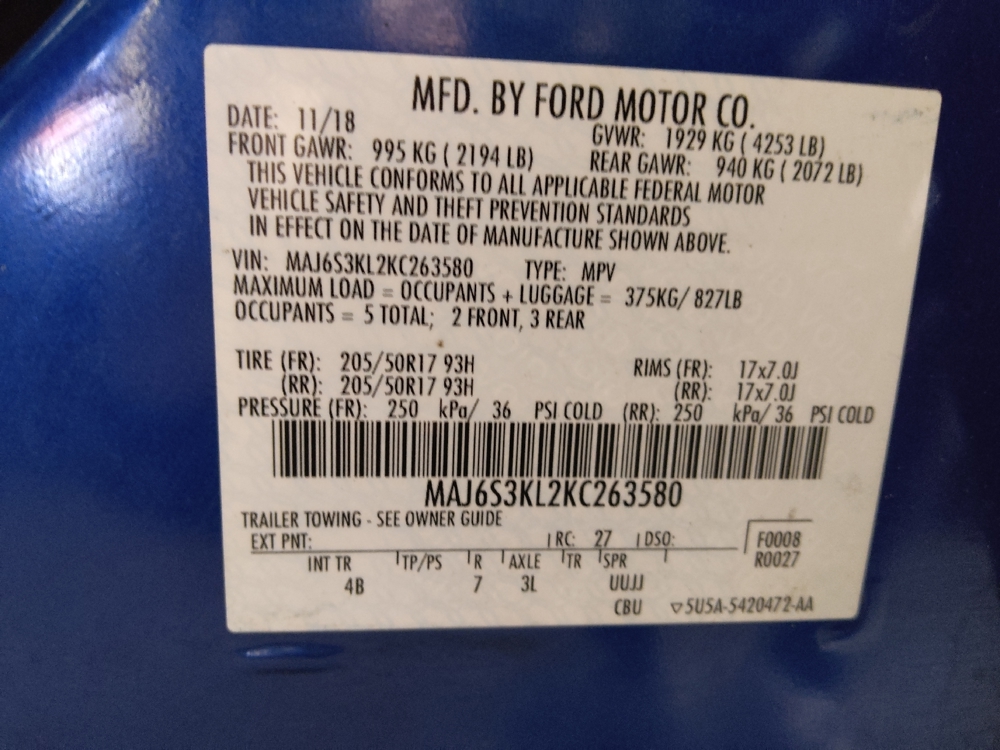 MFD. BY FORD MOTOR CO.
DATE: 11/18 GVWR: 1929 KG ( 4253 LB)
FRONT GAWR: 995 KG ( 2194 LB) REAR GAWR: 940 KG ( 2072 LB)
THIS VEHICLE CONFORMS TO ALL APPLICABLE FEDERAL MOTOR
VEHICLE SAFETY AND THEFT PREVENTION STANDARDS
IN EFFECT ON THE DATE OF MANUFACTURE SHOWN ABOVE.
VIN: MAJ6S3KL2KC263580 TYPE: MPV
MAXIMUM LOAD = OCCUPANTS + LUGGAGE = 375KG/ 827LB
OCCUPANTS = 5 TOTAL; 2 FRONT, 3 REAR
TIRE (FR): 205/50R17 93H RIMS (FR): 17x7.0J
(RR): 205/50R17 93H (RR): 17x7.0J
PRESSURE (FR): 250 kPa/ 36 PSI COLD (RR): 250 kPa/ 36 PSI COLD
MAJ6S3KL2KC263580
TRAILER TOWING - SEE OWNER GUIDE
EXT PNT: RC: 27 DSO: F0008
INT TR TP/PS R AXLE TR SPR R0027
4B 7 3L UUJJ
CBU ▽5U5A-5420472-AA